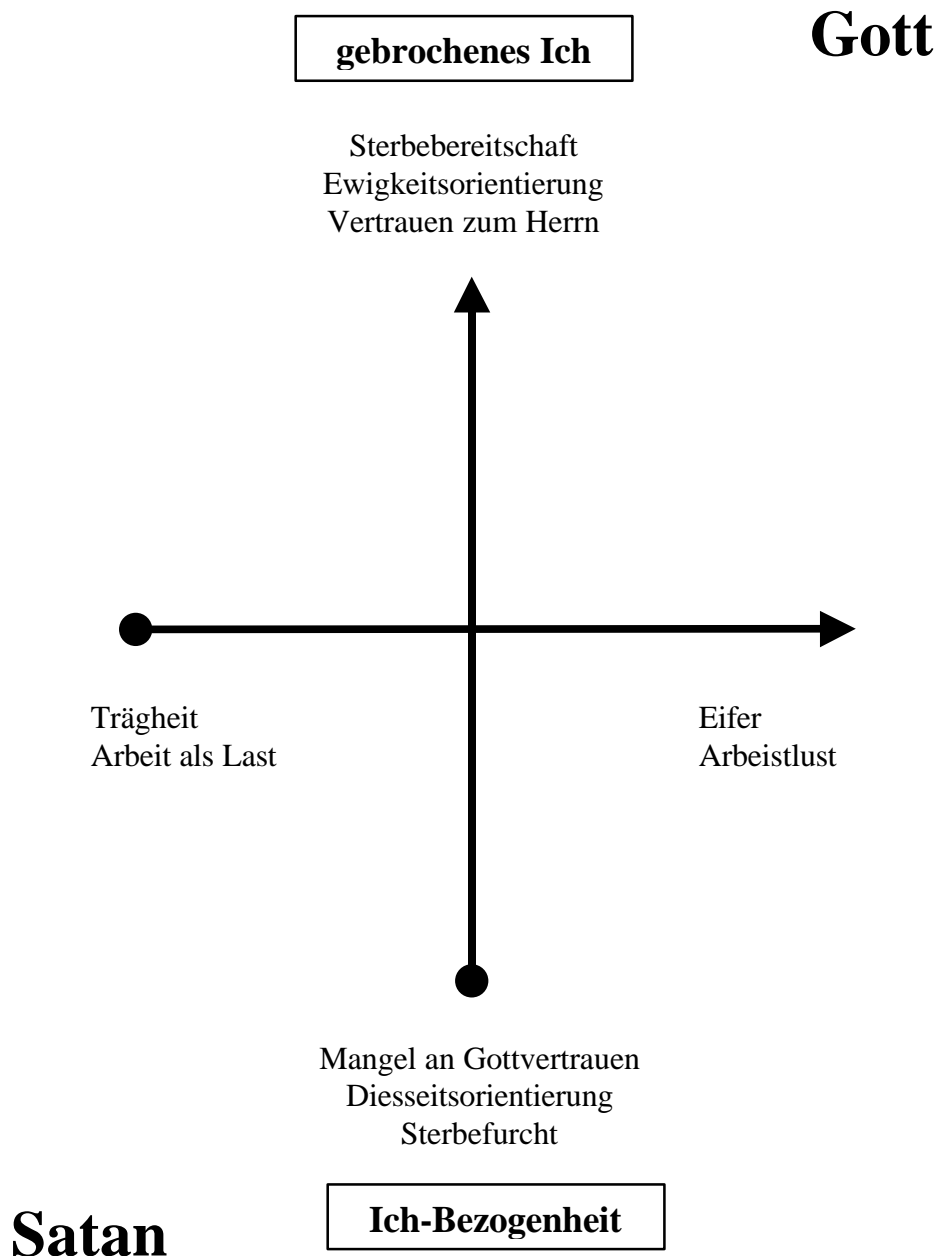 Gott
gebrochenes Ich
Sterbebereitschaft
Ewigkeitsorientierung
Vertrauen zum Herrn
Trägheit
Arbeit als Last
Eifer
Arbeistlust
Mangel an Gottvertrauen
Diesseitsorientierung
Sterbefurcht
Ich-Bezogenheit
Satan